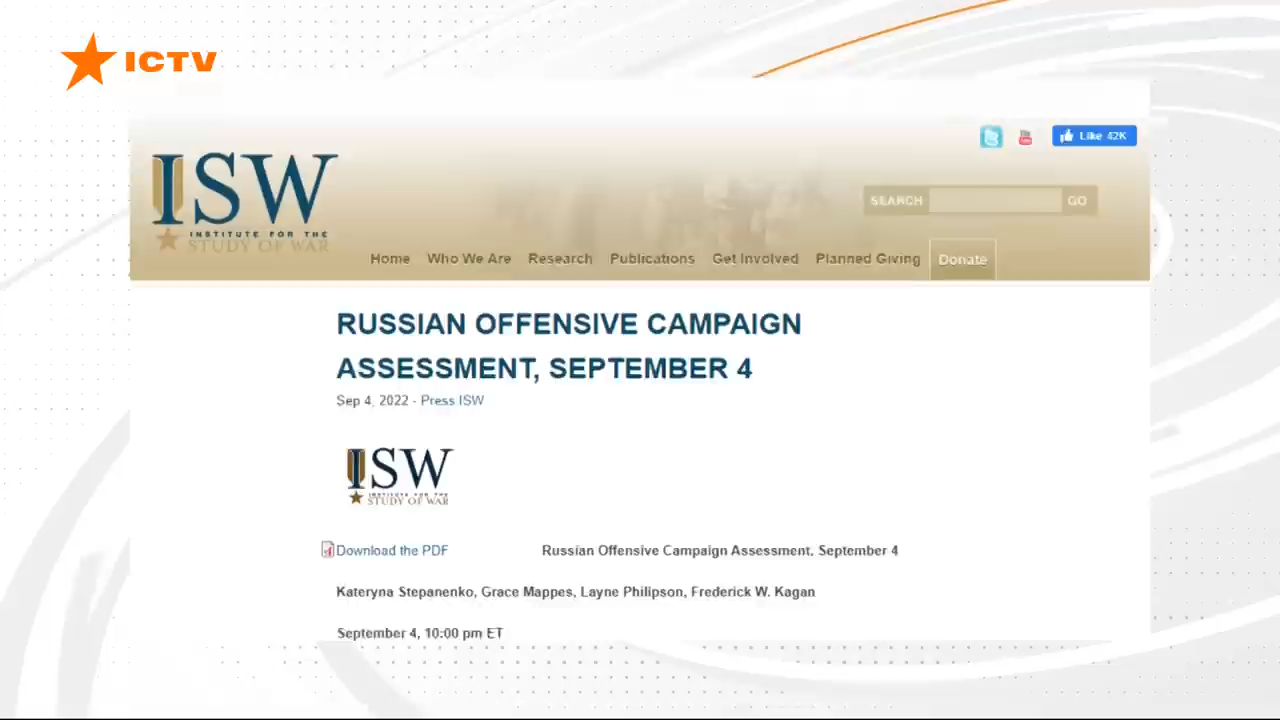 ICTV
Like 42K
ISW
INSTITUTE FOR THE
STUDY OF WAR
SEARCH
GO
Home
Who We Are
Research
Publications
Get Involved
Planned Giving
Donate
RUSSIAN OFFENSIVE CAMPAIGN
ASSESSMENT, SEPTEMBER 4
Sep 4, 2022 - Press ISW
ISW
INSTITUTE FOR THE
STUDY OF WAR
Download the PDF
Russian Offensive Campaign Assessment, September 4
Kateryna Stepanenko, Grace Mappes, Layne Philipson, Frederick W. Kagan
September 4, 10:00 pm ET